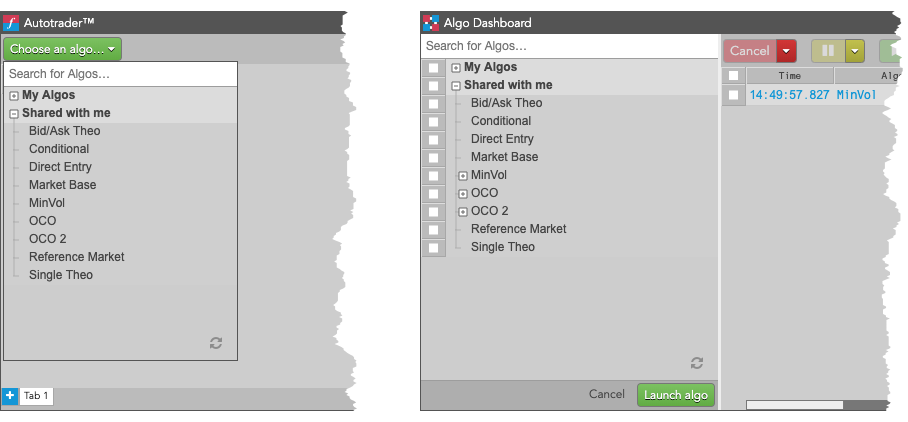 f Autotrader™
Choose an algo...
Search for Algos...
My Algos
Shared with me
Bid/Ask Theo
Conditional
Direct Entry
Market Base
MinVol
OCO
OCO 2
Reference Market
Single Theo
Tab 1
Algo Dashboard
Search for Algos...
My Algos
Shared with me
Bid/Ask Theo
Conditional
Direct Entry
Market Base
MinVol
OCO
OCO 2
Reference Market
Single Theo
Cancel Launch algo
Cancel
Time
14:49:57.827 MinVol